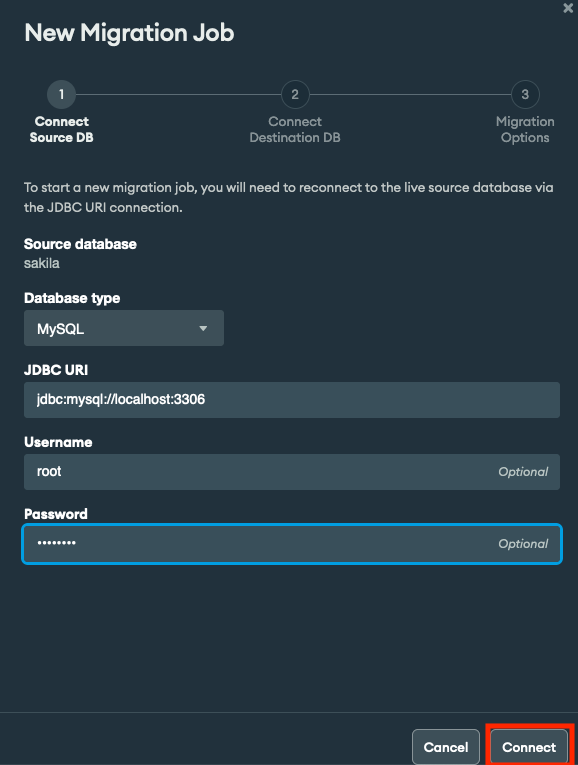 New Migration Job
1
2
3
Connect
Source DB
Connect
Destination DB
Migration
Options
To start a new migration job, you will need to reconnect to the live source database via
the JDBC URI connection.
Source database
sakila
Database type
MySQL
JDBC URI
jdbc:mysql://localhost:3306
Username
root
Optional
Password
••••••••
Optional
Cancel
Connect